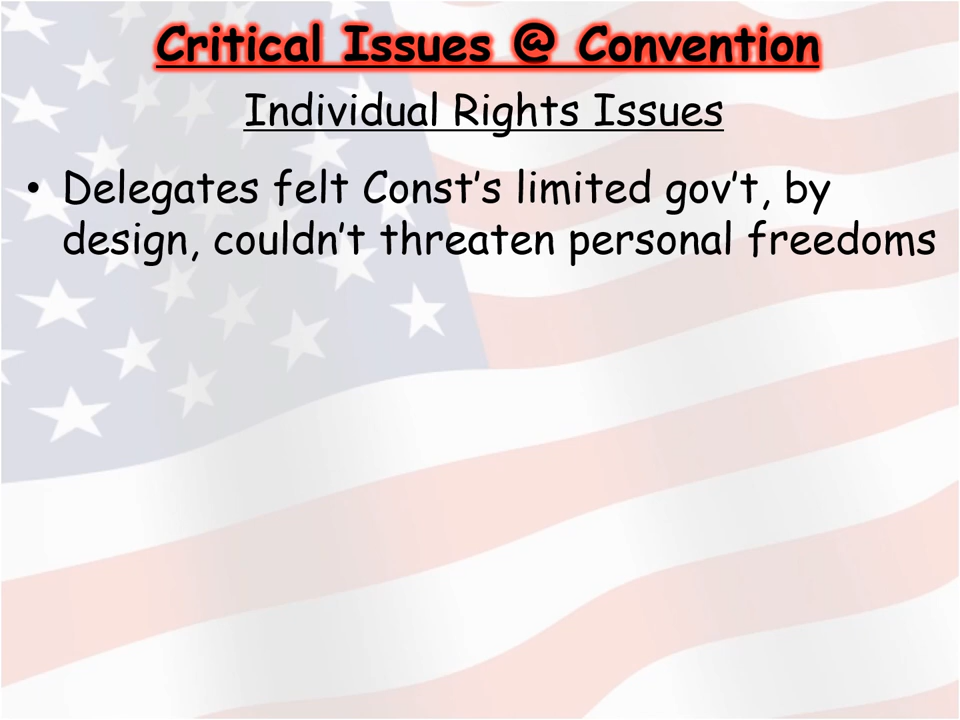 Critical Issues @ Convention
Individual Rights Issues
• Delegates felt Const’s limited gov’t, by
design, couldn’t threaten personal freedoms